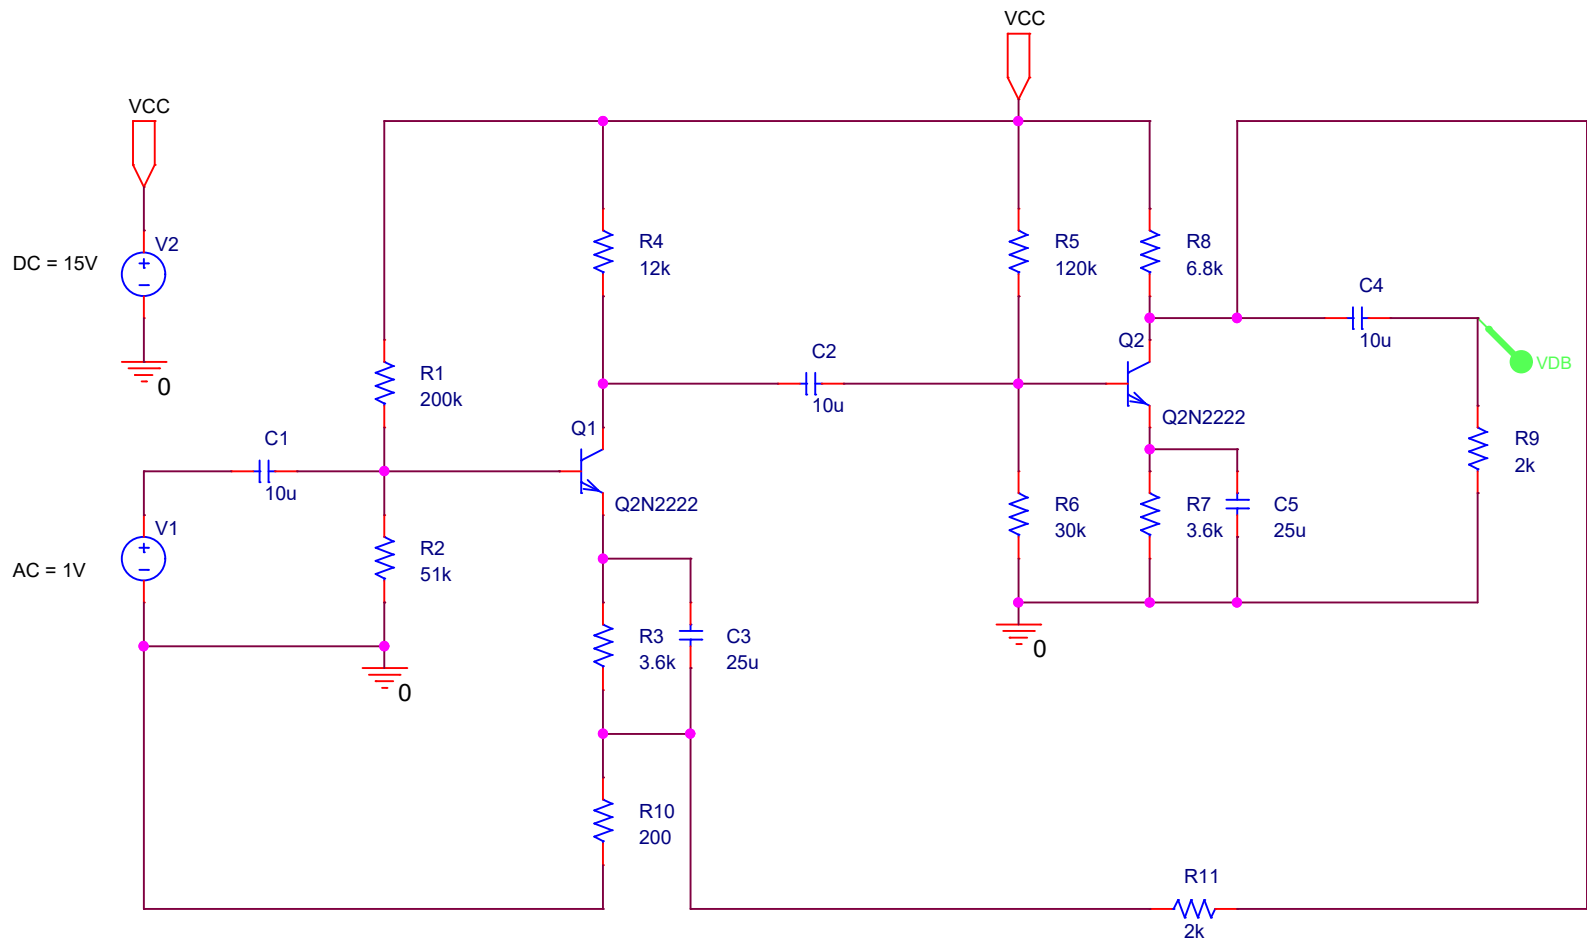 VCC
VCC
V2
DC = 15V
0
R4
12k
R5
120k
R8
6.8k
C4
10u
VDB
R1
200k
C2
10u
Q2
Q2N2222
C1
10u
Q1
Q2N2222
R9
2k
V1
AC = 1V
R2
51k
R6
30k
R7
3.6k
C5
25u
0
R3
3.6k
C3
25u
0
R10
200
R11
2k